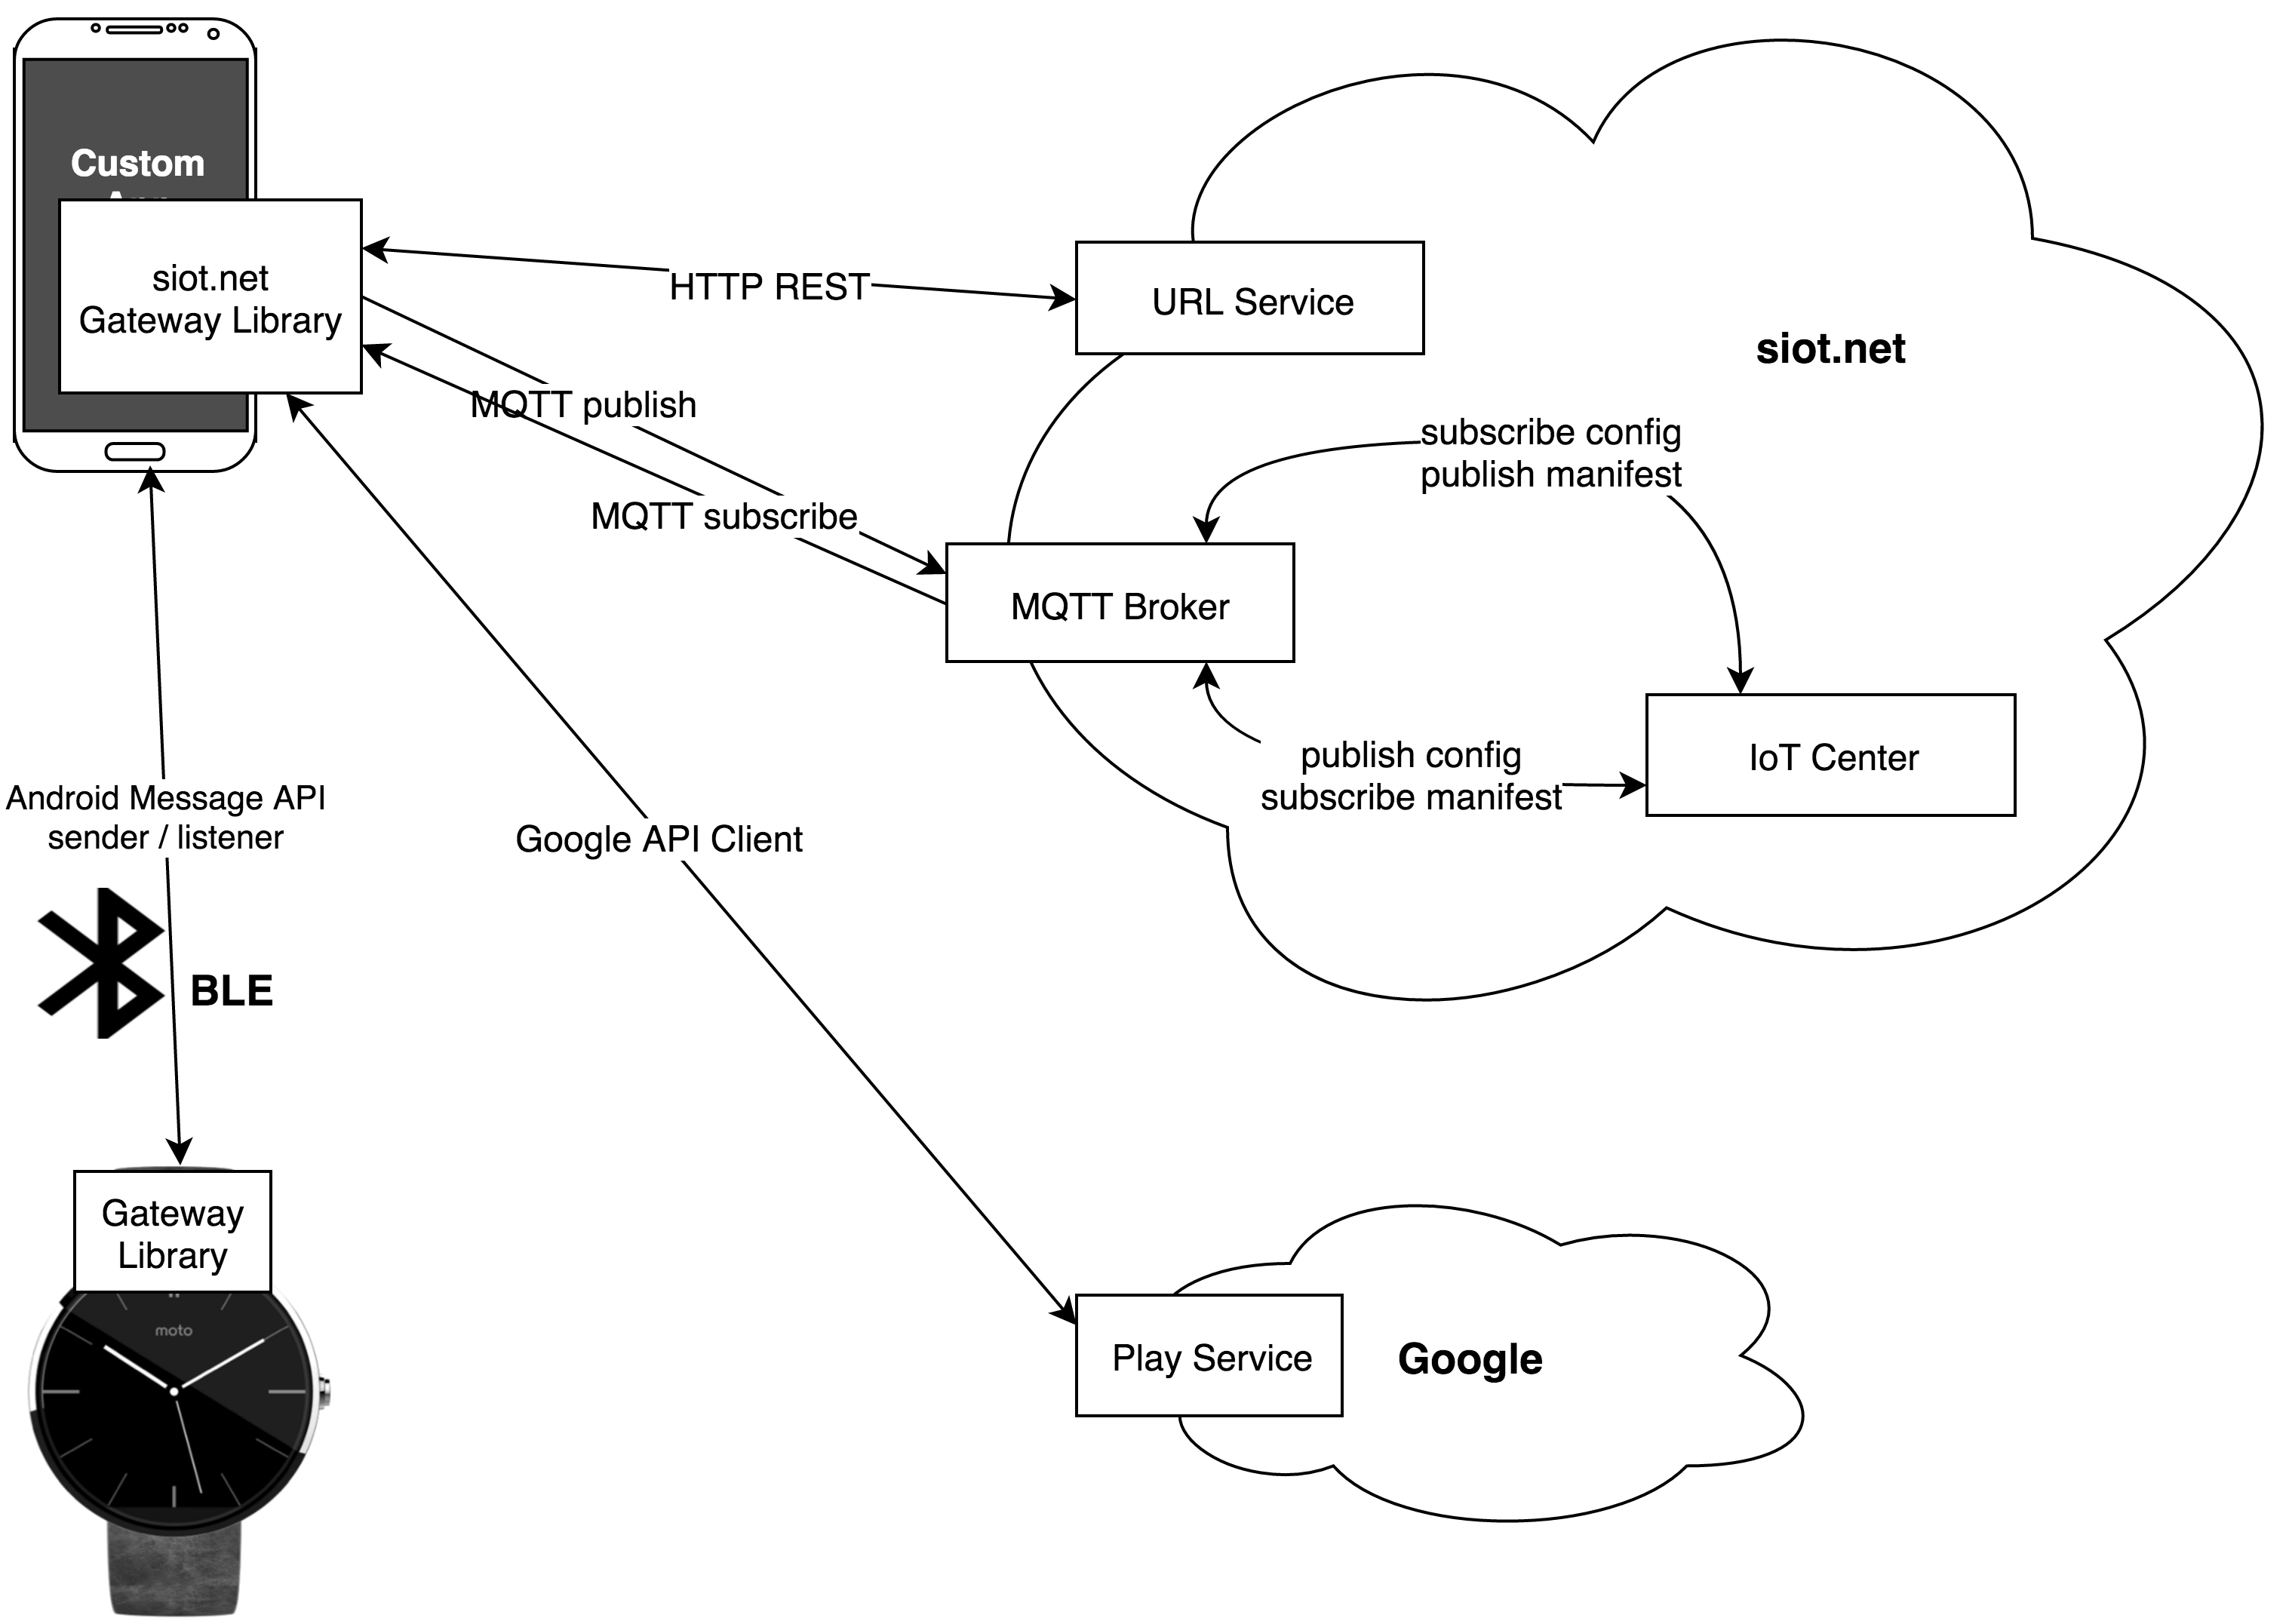 Custom
siot.net
Gateway Library
HTTP REST
URL Service
siot.net
MQTT publish
MQTT subscribe
subscribe config
publish manifest
MQTT Broker
publish config
subscribe manifest
IoT Center
Android Message API
sender / listener
Google API Client
BLE
Gateway
Library
moto
Play Service
Google